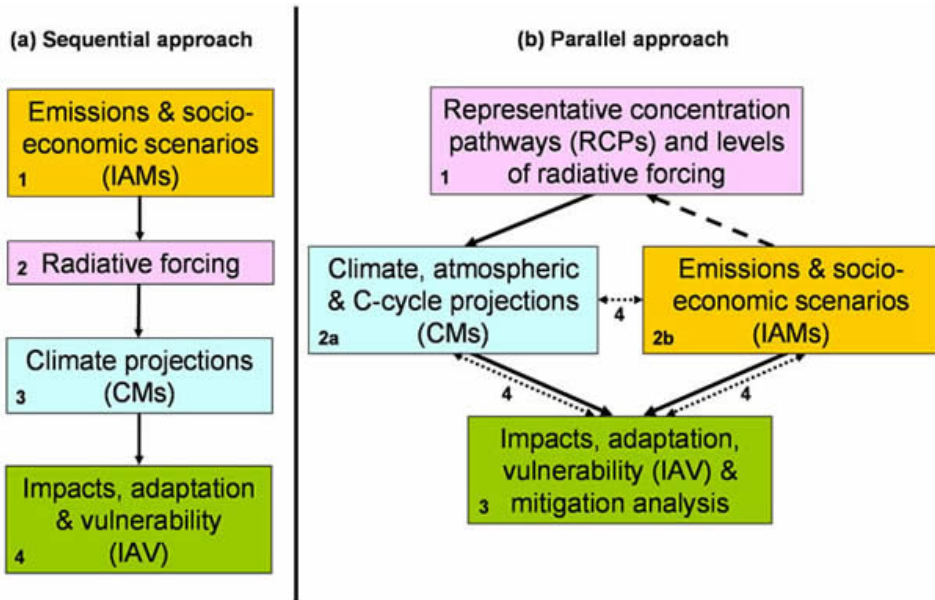 (a) Sequential approach
Emissions & socio-
economic scenarios
(IAMs)
1
2 Radiative forcing
Climate projections
(CMs)
3
Impacts, adaptation
& vulnerability
(IAV)
4
(b) Parallel approach
Representative concentration
pathways (RCPs) and levels
of radiative forcing
1
Climate, atmospheric
& C-cycle projections
(CMs)
2a
4
Emissions & socio-
economic scenarios
(IAMs)
2b
4
4
Impacts, adaptation,
vulnerability (IAV) &
mitigation analysis
3